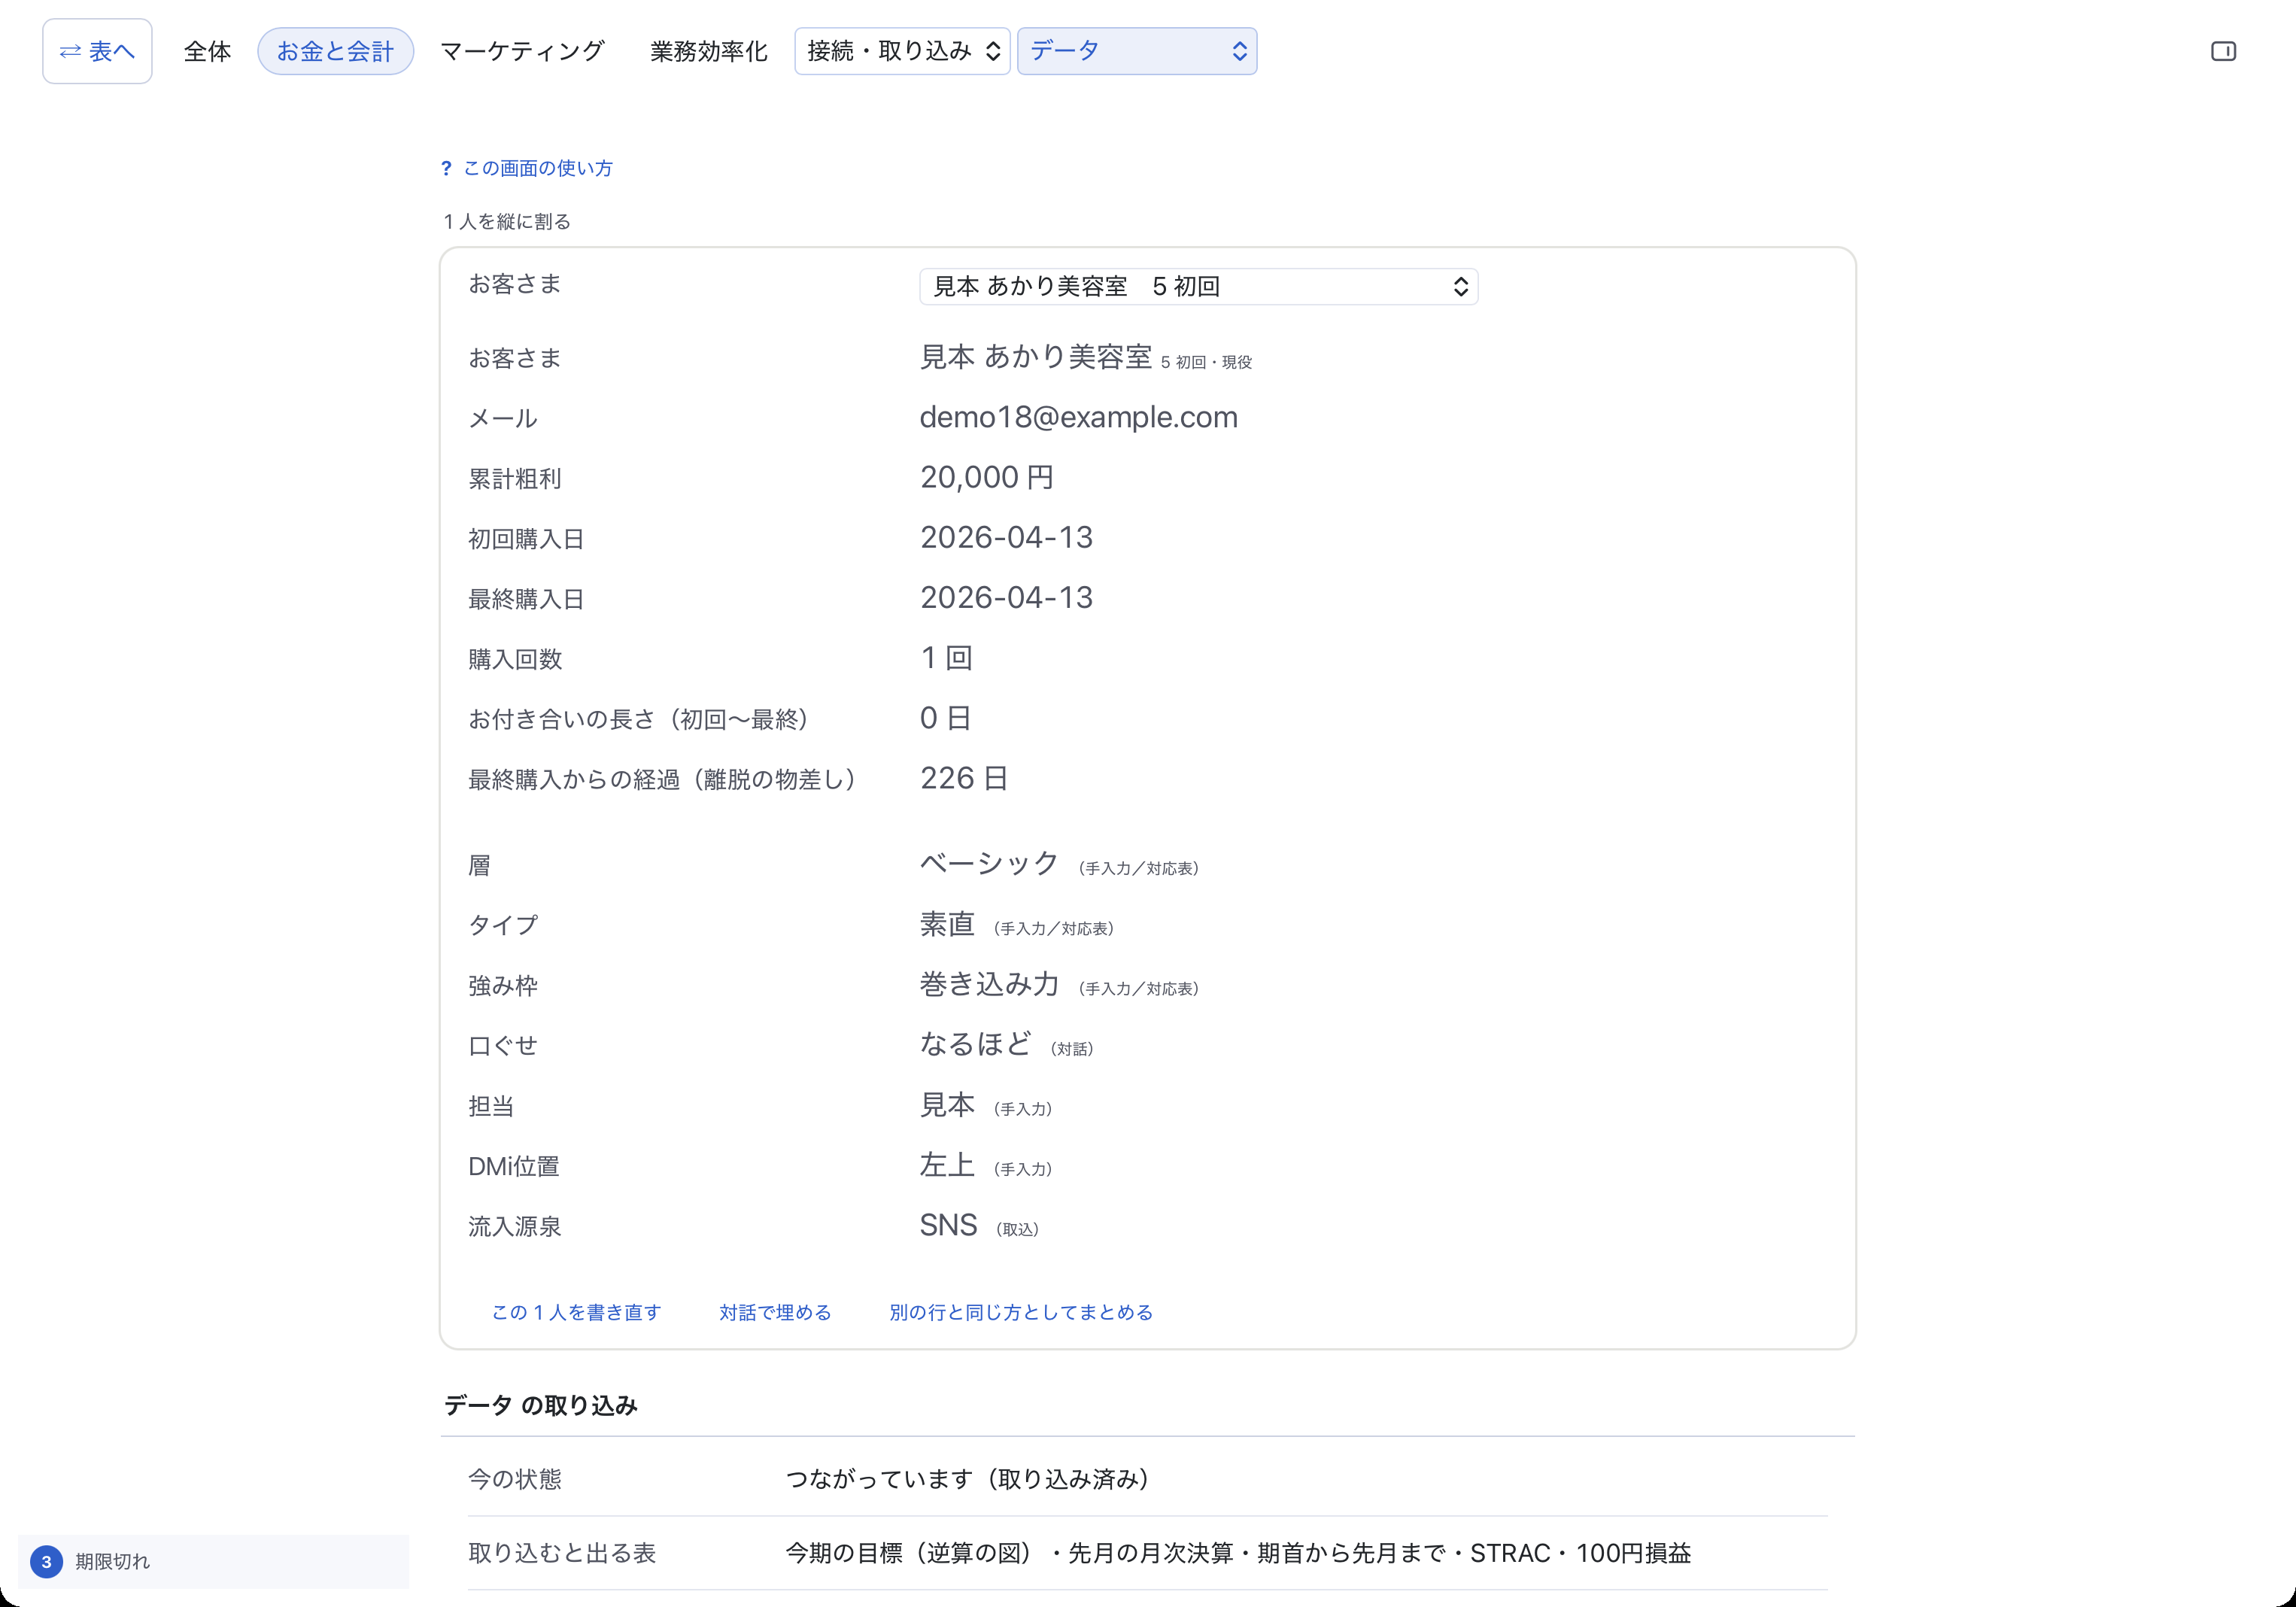 ⇄ 表へ 全体 お金と会計 マーケティング 業務効率化 接続・取り込み データ
? この画面の使い方
1 人を縦に割る
お客さま 見本 あかり美容室 5 初回
お客さま 見本 あかり美容室 5 初回・現役
メール demo18@example.com
累計粗利 20,000 円
初回購入日 2026-04-13
最終購入日 2026-04-13
購入回数 1 回
お付き合いの長さ（初回〜最終） 0 日
最終購入からの経過（離脱の物差し） 226 日
層 ベーシック （手入力／対応表）
タイプ 素直 （手入力／対応表）
強み枠 巻き込み力 （手入力／対応表）
口ぐせ なるほど （対話）
担当 見本 （手入力）
DMi位置 左上 （手入力）
流入源泉 SNS （取込）
この 1 人を書き直す 対話で埋める 別の行と同じ方としてまとめる
データ の取り込み
今の状態 つながっています（取り込み済み）
取り込むと出る表 今期の目標（逆算の図）・先月の月次決算・期首から先月まで・STRAC・100円損益
3 期限切れ